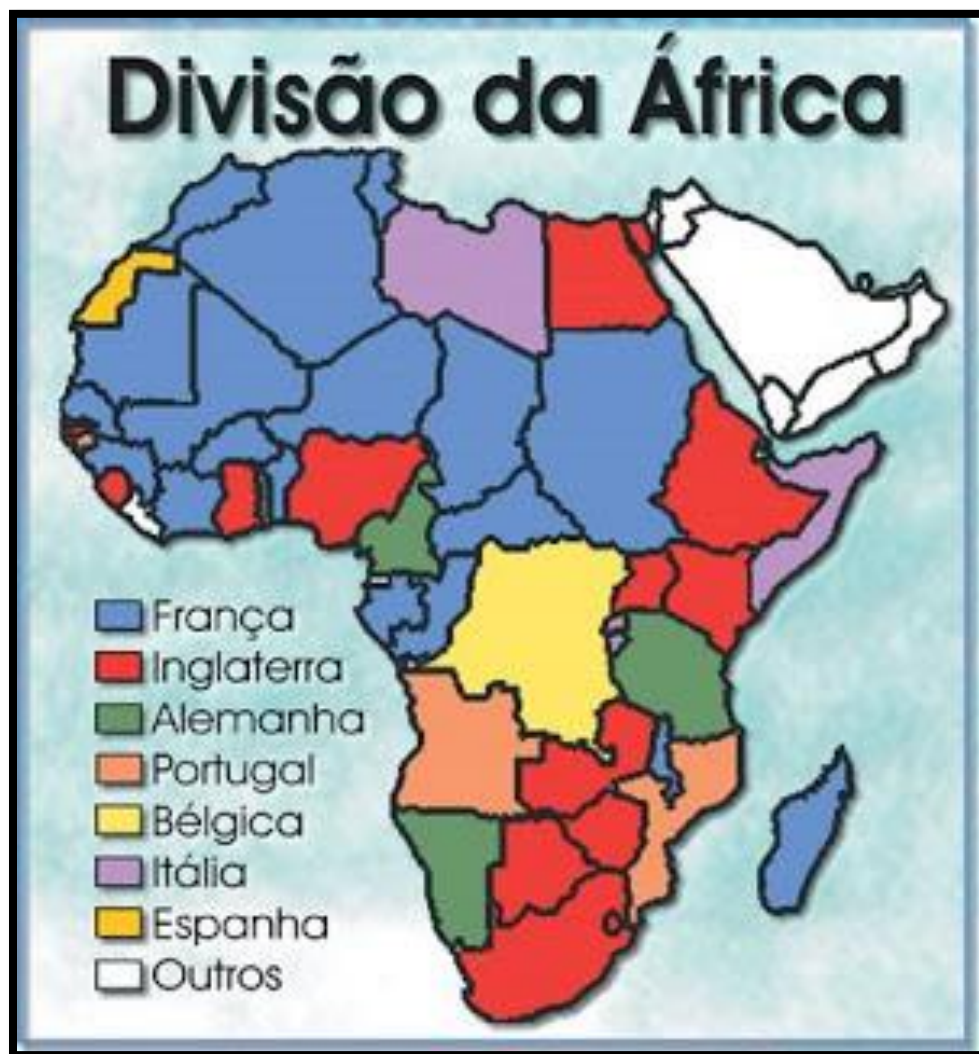 Divisão da África
França
Inglaterra
Alemanha
Portugal
Bélgica
Itália
Espanha
Outros